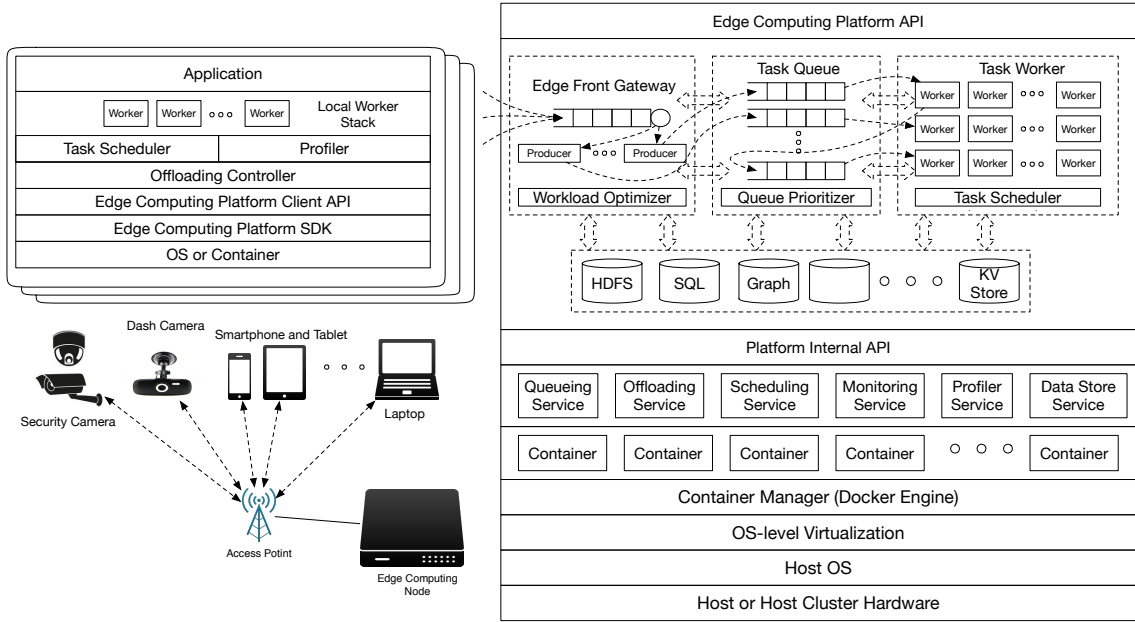 Application
Worker Worker Worker Local Worker
Stack
Task Scheduler Profiler
Offloading Controller
Edge Computing Platform Client API
Edge Computing Platform SDK
OS or Container
Dash Camera
Smartphone and Tablet
Security Camera
Laptop
Access Potint
Edge Computing
Node
Edge Computing Platform API
Edge Front Gateway
Producer Producer
Workload Optimizer
Task Queue
Queue Prioritizer
Task Worker
Worker Worker Worker
Worker Worker Worker
Worker Worker Worker
Task Scheduler
HDFS SQL Graph KV
Store
Platform Internal API
Queueing Offloading Scheduling Monitoring Profiler Data Store
Service Service Service Service Service Service
Container Container Container Container Container
Container Manager (Docker Engine)
OS-level Virtualization
Host OS
Host or Host Cluster Hardware